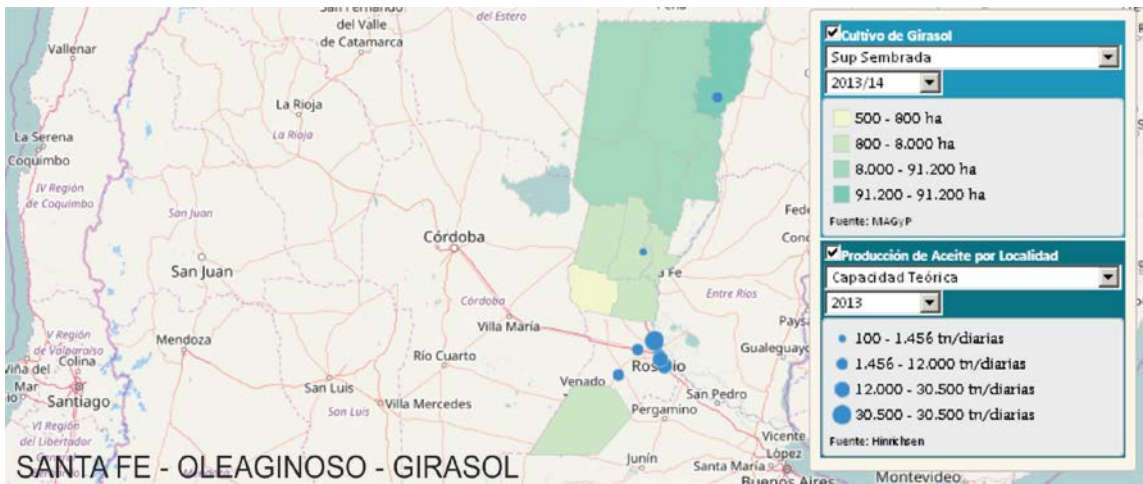 del Estero
del Valle
de Catamarca
Vallenar
La Rioja
La Rioja
La Serena
Coquimbo
IV Región
de Coquimbo
San Juan
San Juan
Córdoba
Córdoba
Entre Ríos
Villa María
V Región
de Valparaíso
Mendoza
Río Cuarto
Gualeguay
Colina
Mar
Santiago
San Luis
San Luis
Villa Mercedes
Venado
San Pedro
Pergamino
VI Región
del Libertador
Junín
Vicente
López
Santa María
Buenos Aires
Montevideo
Cultivo de Girasol
Sup Sembrada
2013/14
500 - 800 ha
800 - 8.000 ha
8.000 - 91.200 ha
91.200 - 91.200 ha
Fuente: MAGyP
Producción de Aceite por Localidad
Capacidad Teórica
2013
100 - 1.456 tn/diarias
1.456 - 12.000 tn/diarias
12.000 - 30.500 tn/diarias
30.500 - 30.500 tn/diarias
Fuente: Hinrichsen
SANTA FE - OLEAGINOSO - GIRASOL